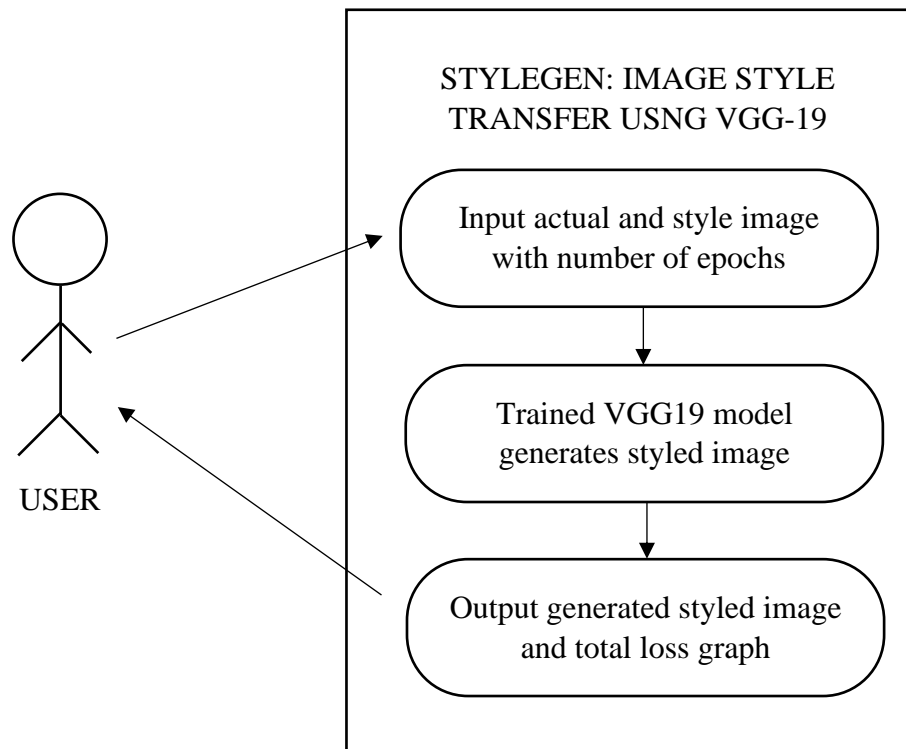 STYLEGEN: IMAGE STYLE
TRANSFER USNG VGG-19
Input actual and style image
with number of epochs
Trained VGG19 model
generates styled image
USER
Output generated styled image
and total loss graph